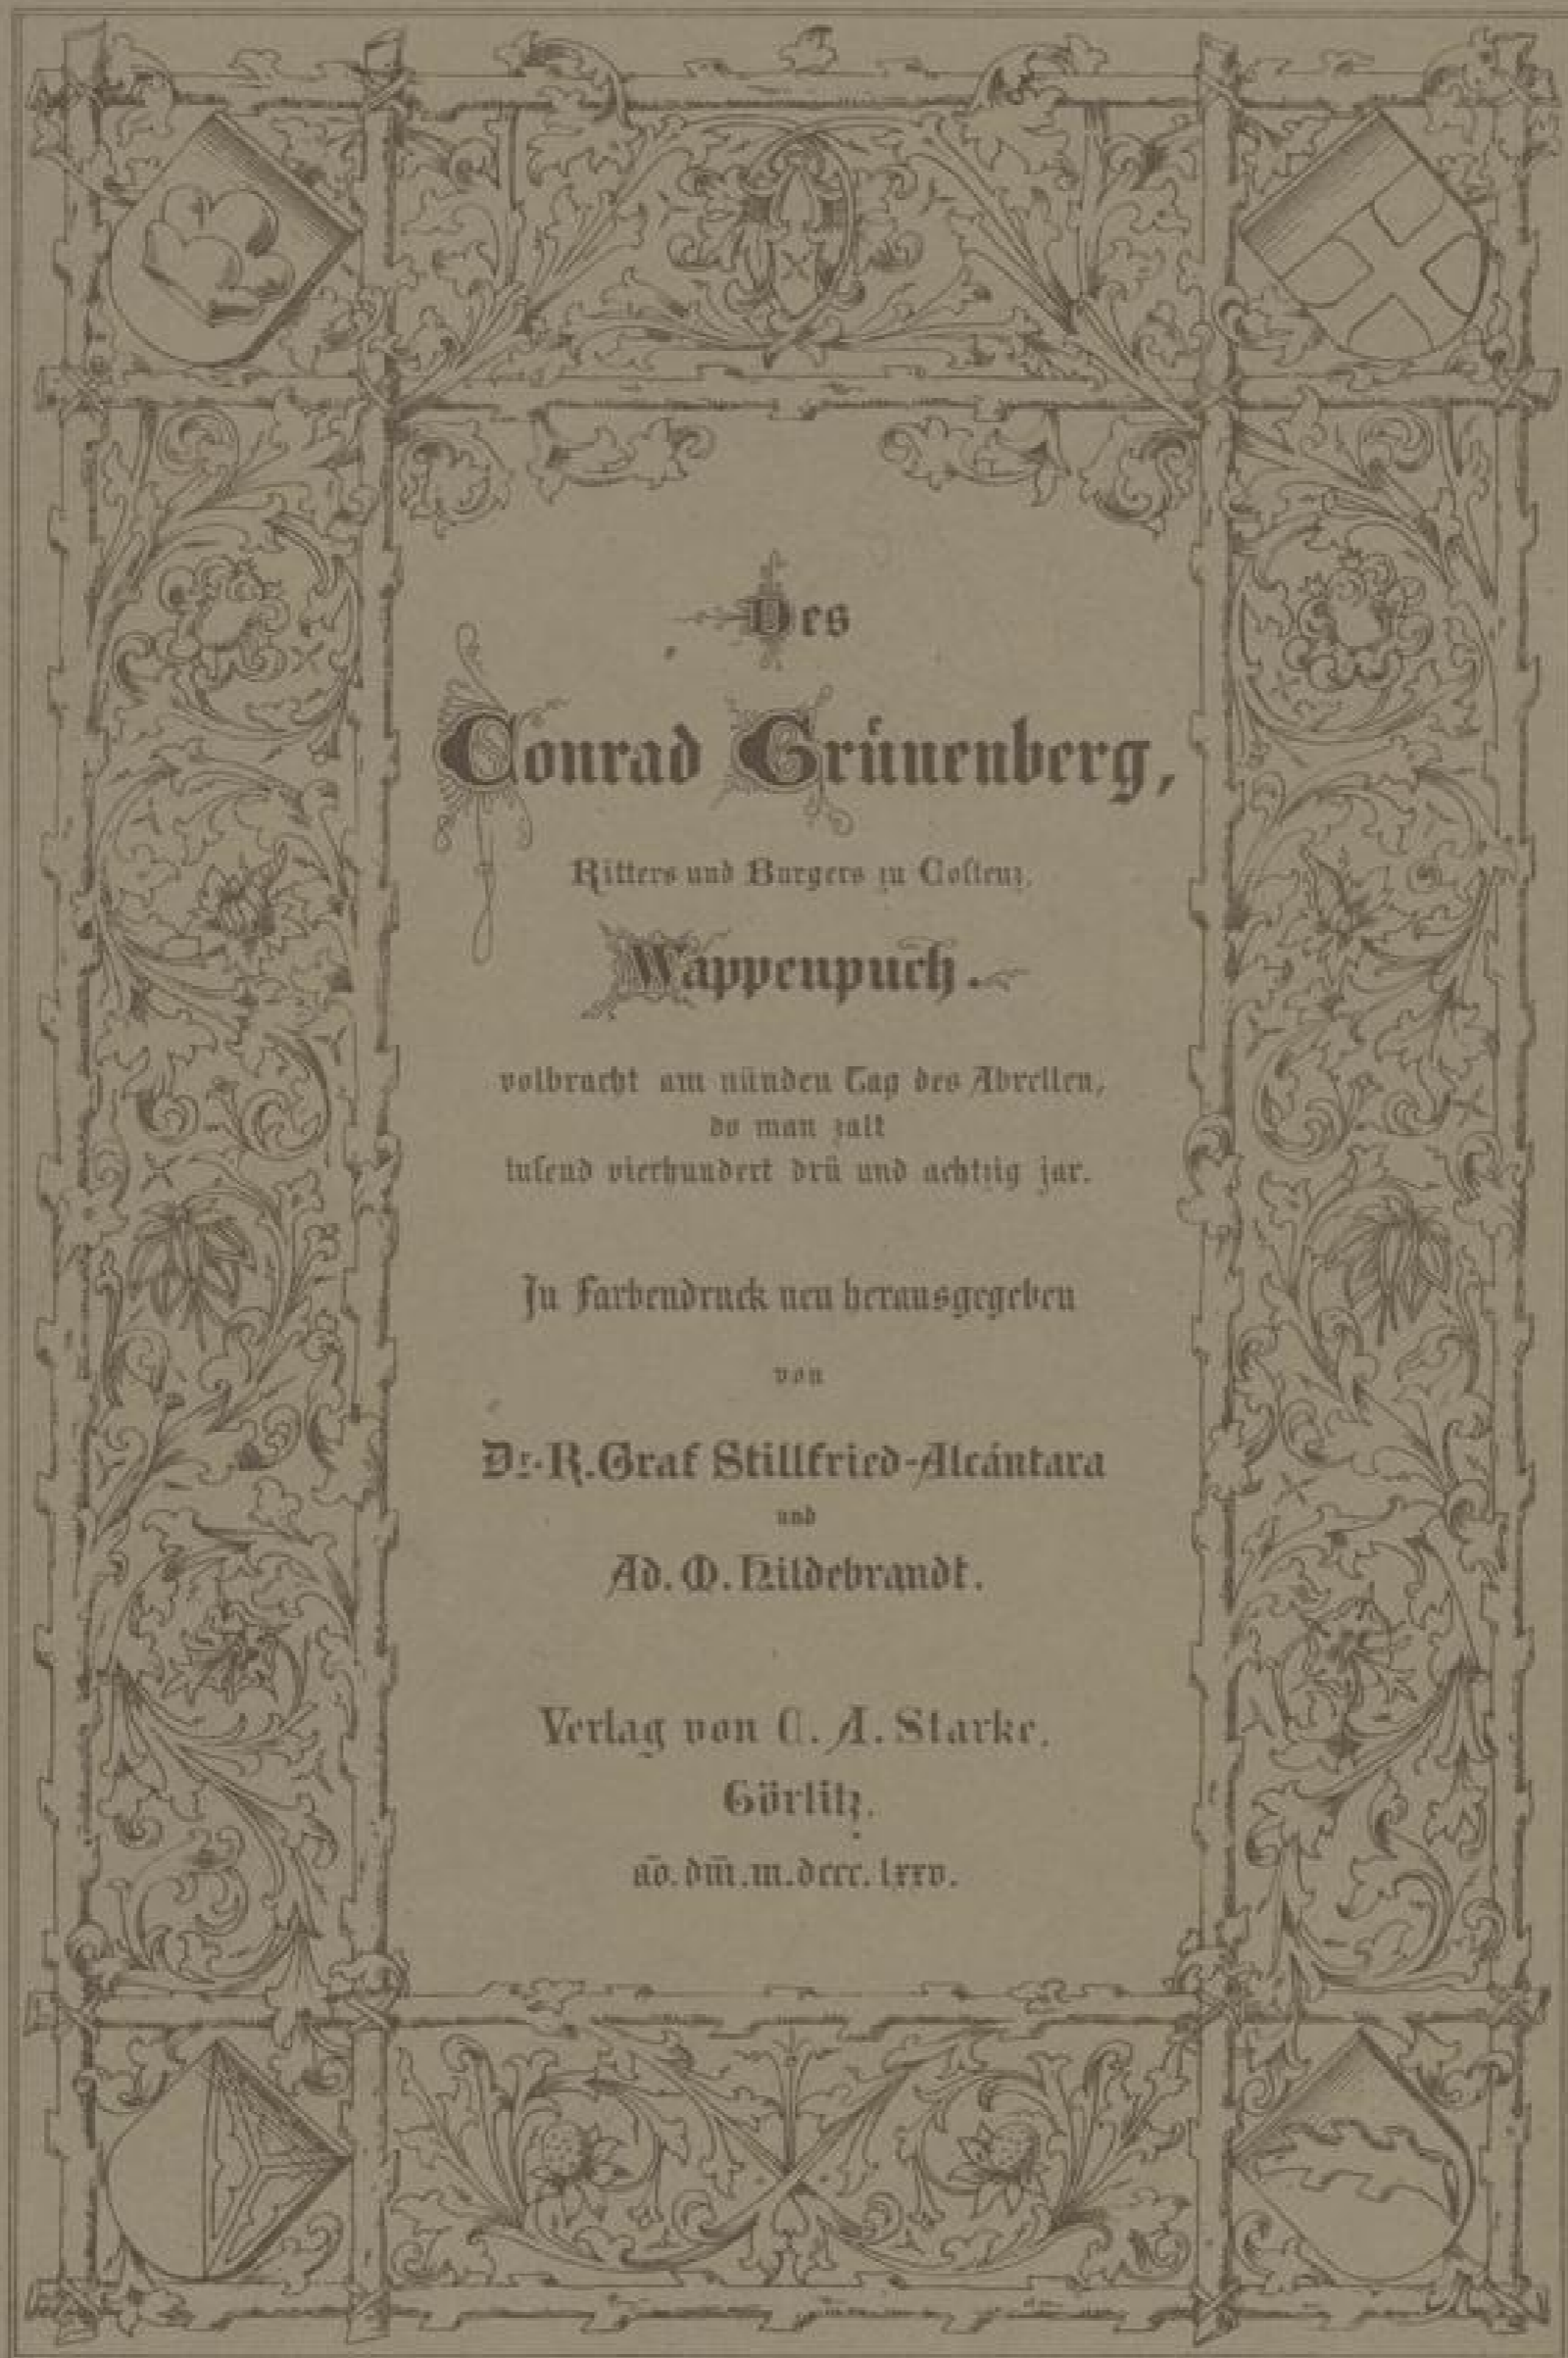 Des
Conrad Grünenberg,
Ritters und Burgers zu Costenz,
Wappenpuch.
volbracht am nünden Tag des Abrellen,
do man zalt
tusend vierhundert drü und achtzig jar.
In Farbendruck neu herausgegeben
von
Dr. R. Graf Stillfried-Alcántara
und
Ad. M. Hildebrandt.
Verlag von C. A. Starke,
Görlitz.
aō. dm̄. m. dccc. lxxv.